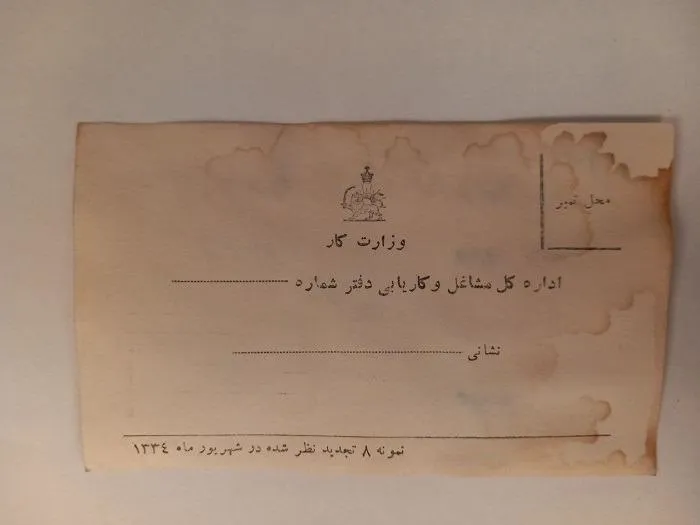 محل تمبر
وزارت کار
اداره کل مشاغل و کاریابی دفتر شماره
نشانی
نمونه ۸ تجدید نظر شده در شهریور ماه ۱۳۳٤